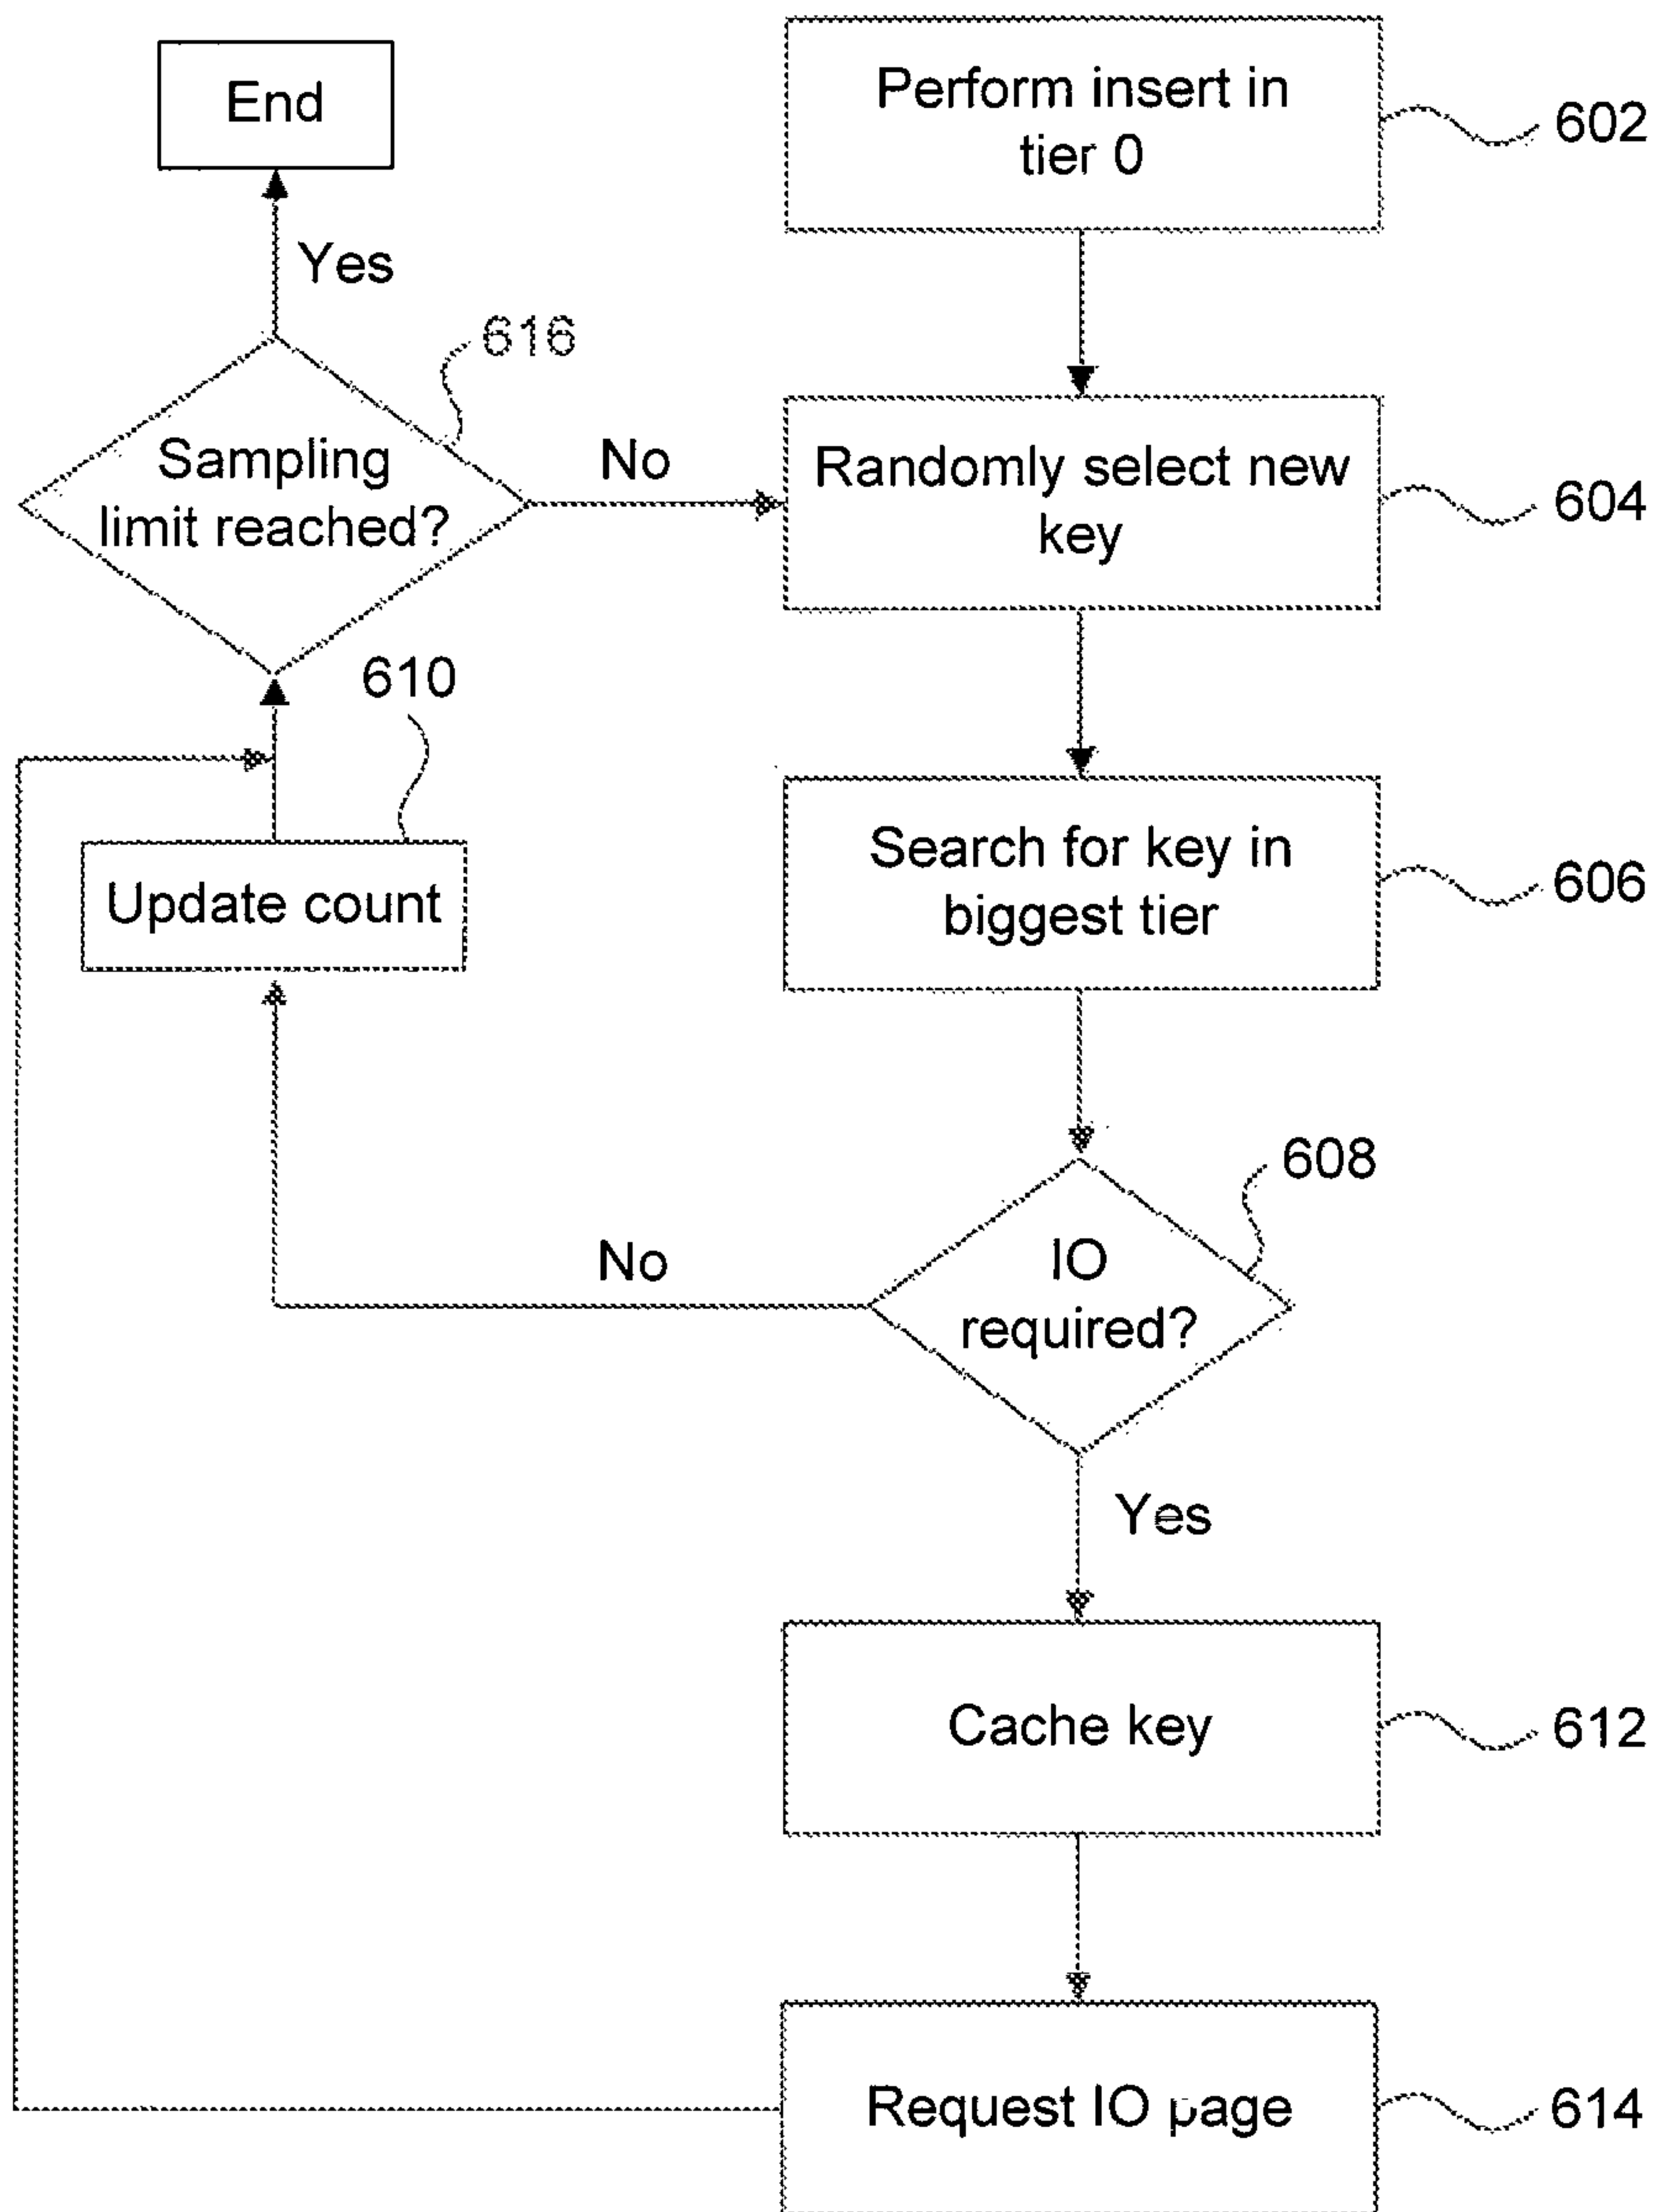 End
Perform insert in
tier 0
602
Yes
616
Sampling
limit reached?
No
Randomly select new
key
604
610
Update count
Search for key in
biggest tier
606
608
No
IO
required?
Yes
Cache key
612
Request IO page
614